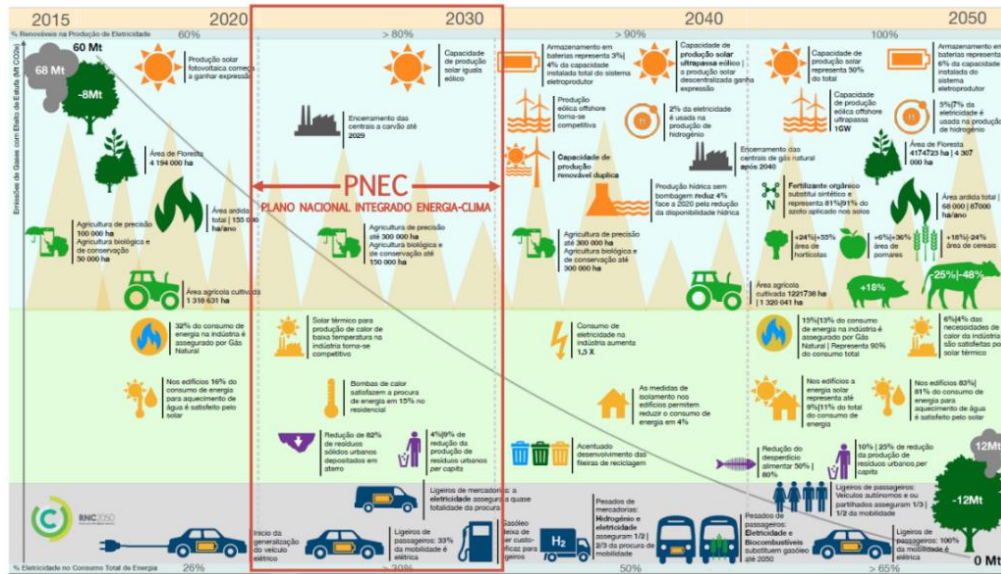 2015
2020
2030
2040
2050
% Renováveis na Produção de Eletricidade
60%
> 80%
> 90%
100%
Emissões de Gases com Efeito de Estufa (Mt CO2e)
60 Mt
68 Mt
-8Mt
Produção solar
fotovoltaica começa
a ganhar expressão
Capacidade
de produção
solar iguala
eólico
Encerramento das
centrais a carvão até
2029
Armazenamento em
baterias representa 3%|
4% da capacidade
instalada total do sistema
eletroprodutor
Capacidade de
produção solar
ultrapassa eólico |
a produção solar
descentralizada ganha
expressão
Capacidade de
produção solar
representa 50%
do total
Armazenamento em
baterias representa
6% da capacidade
instalada do
sistema
eletroprodutor
Produção
eólica offshore
torna-se
competitiva
2% da eletricidade
é usada na
produção de
hidrogénio
Capacidade
de produção
eólica offshore
ultrapassa
1GW
5%|7% da
eletricidade é
usada na produção
de hidrogénio
Capacidade de
produção
renovável duplica
Encerramento das
centrais de gás natural
após 2040
Área de Floresta
4 194 000 ha
Área de Floresta
4174723 ha | 4 307
000 ha
PNEC
PLANO NACIONAL INTEGRADO ENERGIA-CLIMA
Produção hídrica sem
bombagem reduz 4%
face a 2020 pela redução
da disponibilidade hídrica
Fertilizante orgânico
substitui sintético e
representa 81%|91% do
azoto aplicado nos solos
Área ardida
total |
ha/ano
Área ardida
total |
68 000 | 87000
ha/ano
Agricultura de precisão
100 000 ha
Agricultura biológica e
de conservação
50 000 ha
Agricultura de precisão
até 300 000 ha
Agricultura biológica e
de conservação até
150 000 ha
Agricultura de precisão
até 300 000 ha
Agricultura biológica e
de conservação até
300 000 ha
+24%|+35%
área de
hortícolas
+6%|+36%
área de
pomares
+18%|-24%
área de cereais
Área agrícola cultivada
1 318 631 ha
Área agrícola
cultivada 1221738 ha
| 1 320 041 ha
+18%
-25%|-48%
32% do consumo de
energia na indústria é
assegurado por Gás
Natural
Solar térmico para
produção de calor de
baixa temperatura na
indústria torna-se
competitivo
Consumo de
eletricidade na
indústria aumenta
1,3 X
15%|13% do consumo
de energia na indústria é
assegurado por Gás
Natural | Representa 90%
do consumo total
6%|4% das
necessidades de
calor da indústria
são satisfeitas por
solar térmico
Nos edifícios 16% do
consumo de energia
para aquecimento de
água é satisfeito pelo
solar
Bombas de calor
satisfazem a procura
de energia em 15% no
residencial
As medidas de
isolamento nos
edifícios permitem
reduzir o consumo de
energia em 4%
Nos edifícios a
energia solar
representa até
9%|11% do total
do consumo de
energia
Nos edifícios 83%|
81% do consumo de
energia para
aquecimento de água
é satisfeito pelo solar
Redução de 82%
de resíduos
sólidos urbanos
depositados em
aterro
4%|9% de
redução da
produção de
resíduos urbanos
per capita
Acentuado
desenvolvimento das
fileiras de reciclagem
Redução do
desperdício
alimentar 50% |
60%
10% | 25% de redução
da produção de
resíduos urbanos per
capita
12Mt
-12Mt
0 Mt
RNC2050
Início da
generalização do
veículo elétrico
elétrico
Ligeiros de mercadorias: a
eletricidade assegura a quase
totalidade da procura
Ligeiros de
passageiros: 33%
da mobilidade é
elétrica
Gasóleo
H2
Pesados de
mercadorias:
Hidrogénio e
eletricidade
asseguram 1/2 |
2/3 da procura de
mobilidade
Pesados de
passageiros:
Eletricidade e
Biocombustíveis
substituem gasóleo
até 2050
Ligeiros de passageiros:
Veículos autónomos e ou
partilhados asseguram 1/3 |
1/2 da mobilidade
Ligeiros de
passageiros: 100%
da mobilidade é
elétrica
% Eletricidade no Consumo Total de Energia
26%
> 30%
50%
> 65%